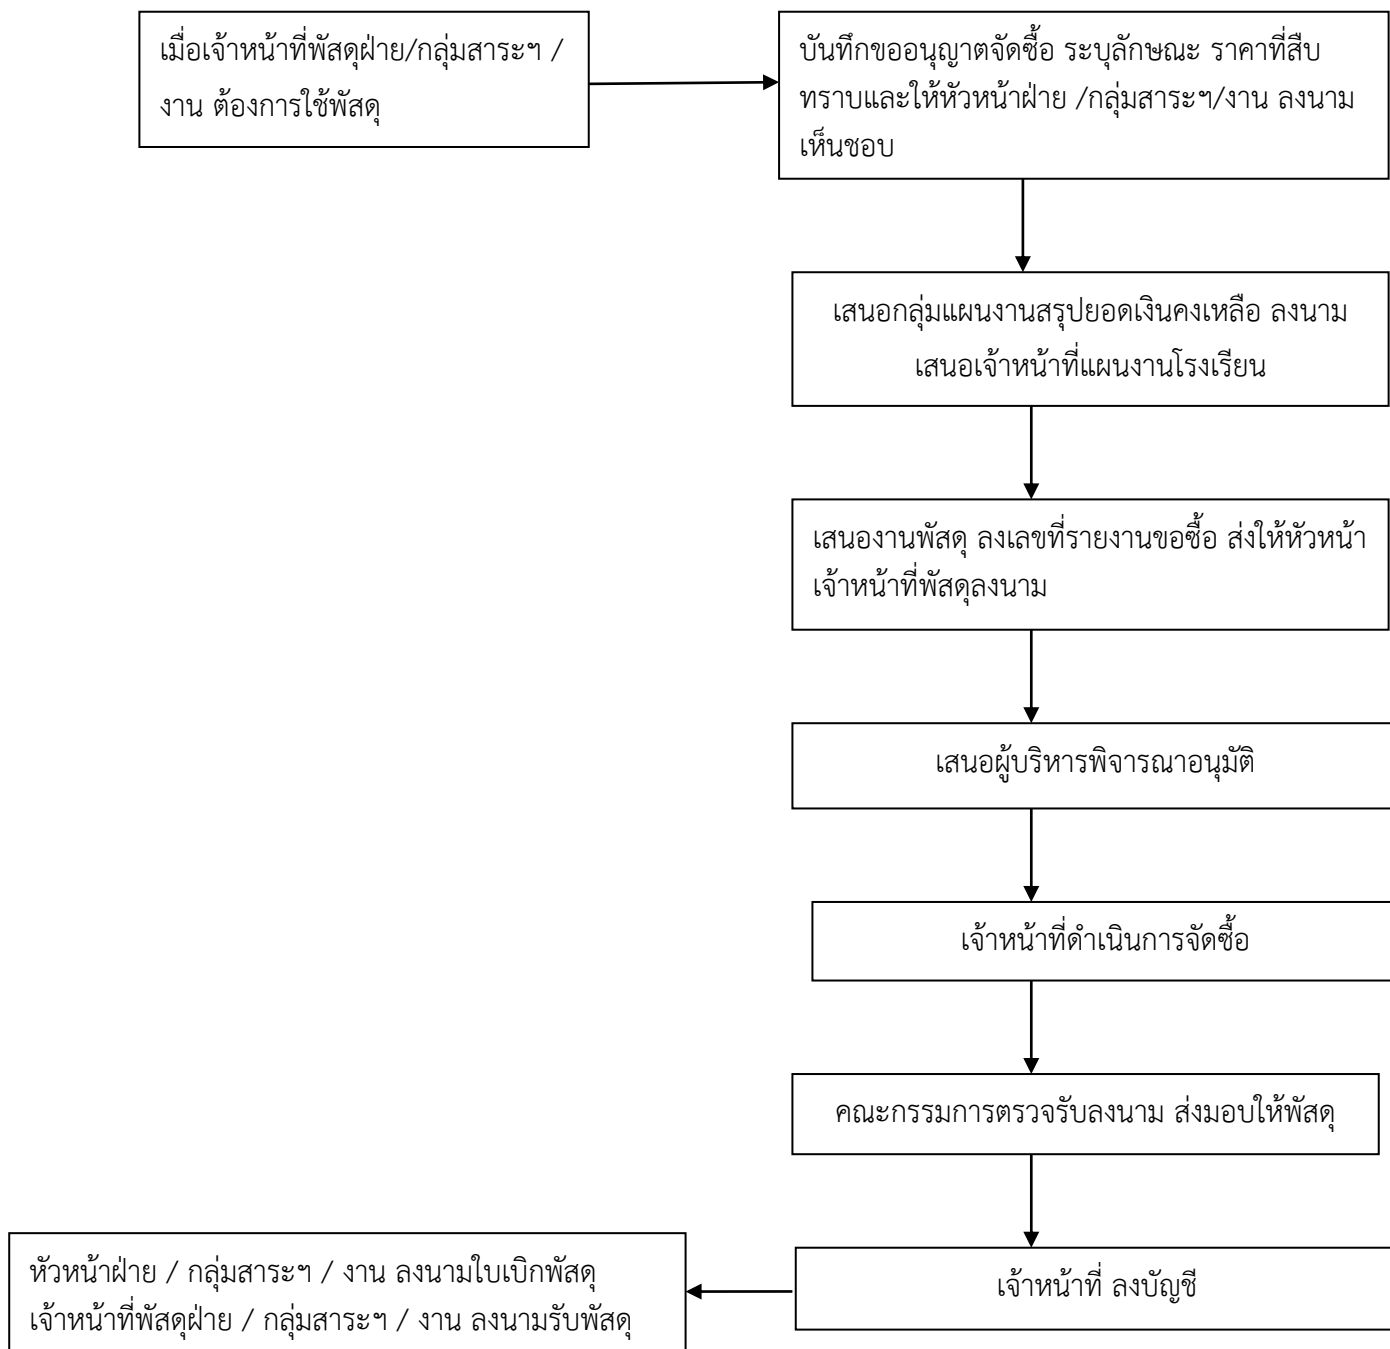 เมื่อเจ้าหน้าที่พัสดุฝ่าย/กลุ่มสาระฯ /
งาน ต้องการใช้พัสดุ
บันทึกขออนุญาตจัดซื้อ ระบุลักษณะ ราคาที่สืบ
ทราบและให้หัวหน้าฝ่าย /กลุ่มสาระฯ/งาน ลงนาม
เห็นชอบ
เสนอกลุ่มแผนงานสรุปยอดเงินคงเหลือ ลงนาม
เสนอเจ้าหน้าที่แผนงานโรงเรียน
เสนองานพัสดุ ลงเลขที่รายงานขอซื้อ ส่งให้หัวหน้า
เจ้าหน้าที่พัสดุลงนาม
เสนอผู้บริหารพิจารณาอนุมัติ
เจ้าหน้าที่ดำเนินการจัดซื้อ
คณะกรรมการตรวจรับลงนาม ส่งมอบให้พัสดุ
เจ้าหน้าที่ ลงบัญชี
หัวหน้าฝ่าย / กลุ่มสาระฯ / งาน ลงนามใบเบิกพัสดุ
เจ้าหน้าที่พัสดุฝ่าย / กลุ่มสาระฯ / งาน ลงนามรับพัสดุ